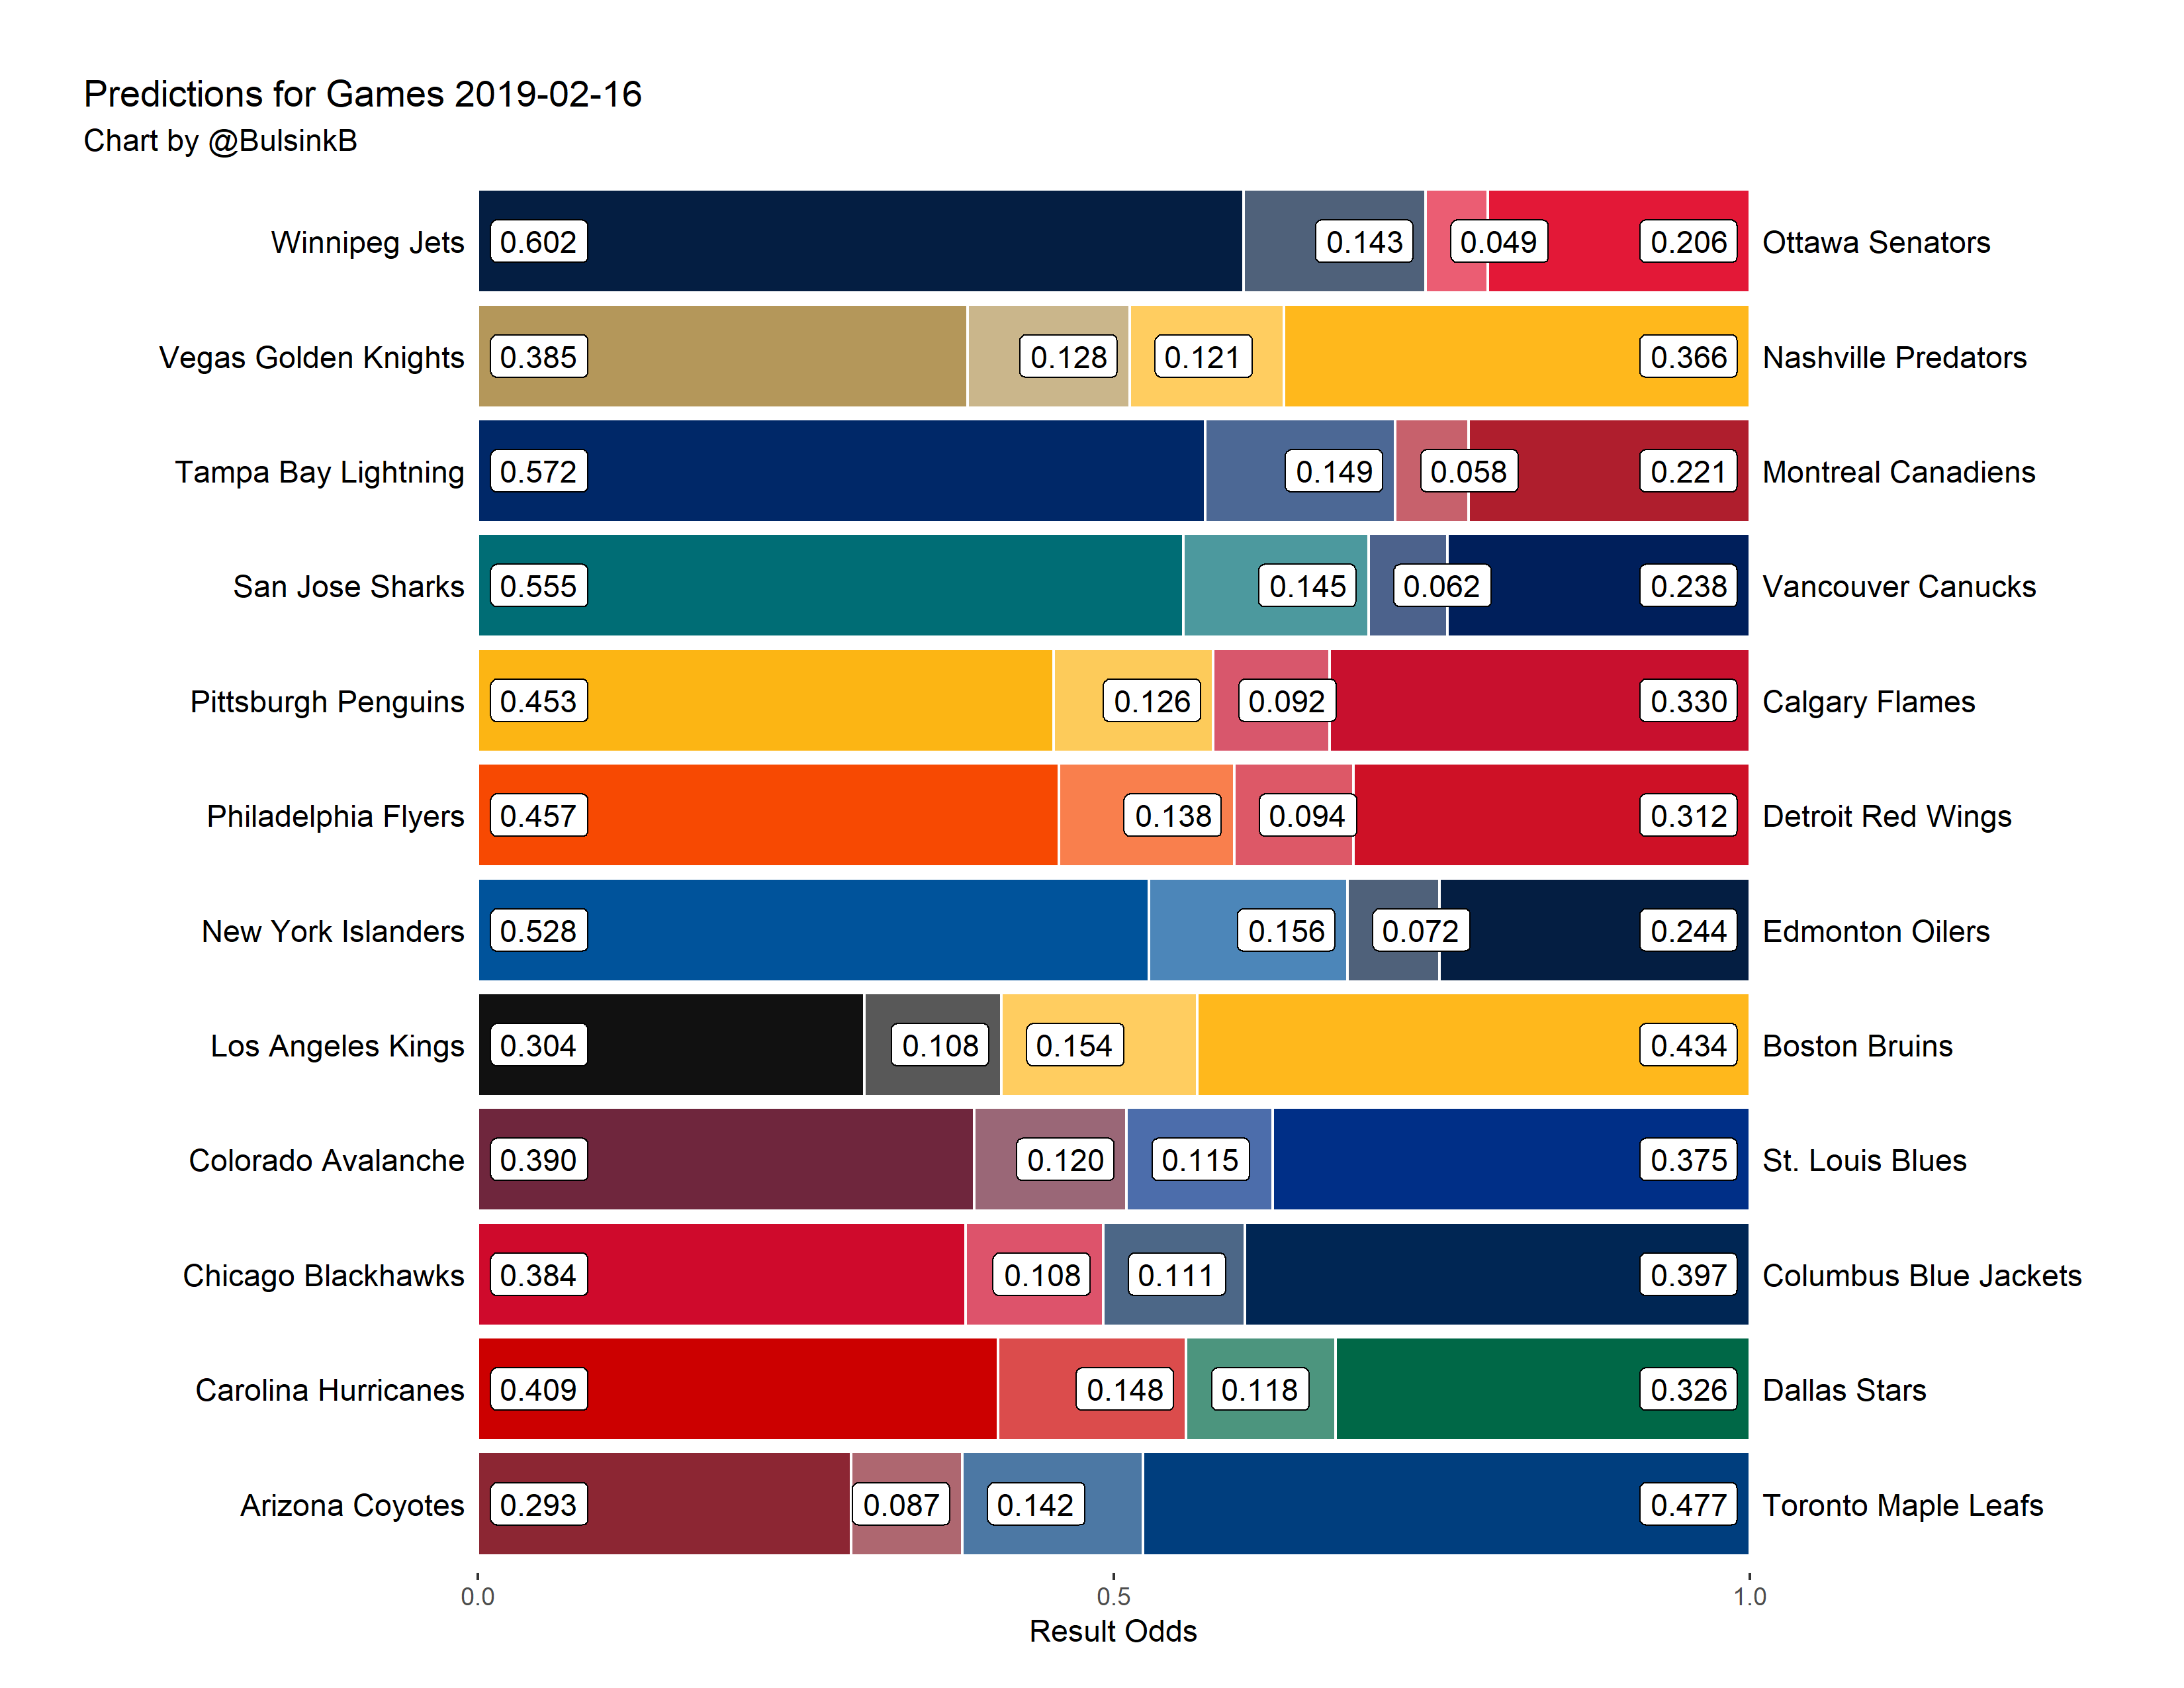 Predictions for Games 2019-02-16
Chart by @BulsinkB
Winnipeg Jets 0.602 0.143 0.049 0.206 Ottawa Senators
Vegas Golden Knights 0.385 0.128 0.121 0.366 Nashville Predators
Tampa Bay Lightning 0.572 0.149 0.058 0.221 Montreal Canadiens
San Jose Sharks 0.555 0.145 0.062 0.238 Vancouver Canucks
Pittsburgh Penguins 0.453 0.126 0.092 0.330 Calgary Flames
Philadelphia Flyers 0.457 0.138 0.094 0.312 Detroit Red Wings
New York Islanders 0.528 0.156 0.072 0.244 Edmonton Oilers
Los Angeles Kings 0.304 0.108 0.154 0.434 Boston Bruins
Colorado Avalanche 0.390 0.120 0.115 0.375 St. Louis Blues
Chicago Blackhawks 0.384 0.108 0.111 0.397 Columbus Blue Jackets
Carolina Hurricanes 0.409 0.148 0.118 0.326 Dallas Stars
Arizona Coyotes 0.293 0.087 0.142 0.477 Toronto Maple Leafs
0.0 0.5 1.0
Result Odds